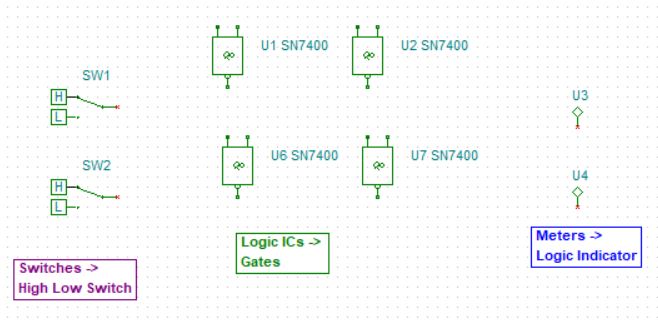 U1 SN7400
U2 SN7400
SW1
H
L
U3
SW2
H
L
U6 SN7400
U7 SN7400
U4
Switches ->
High Low Switch
Logic ICs ->
Gates
Meters ->
Logic Indicator